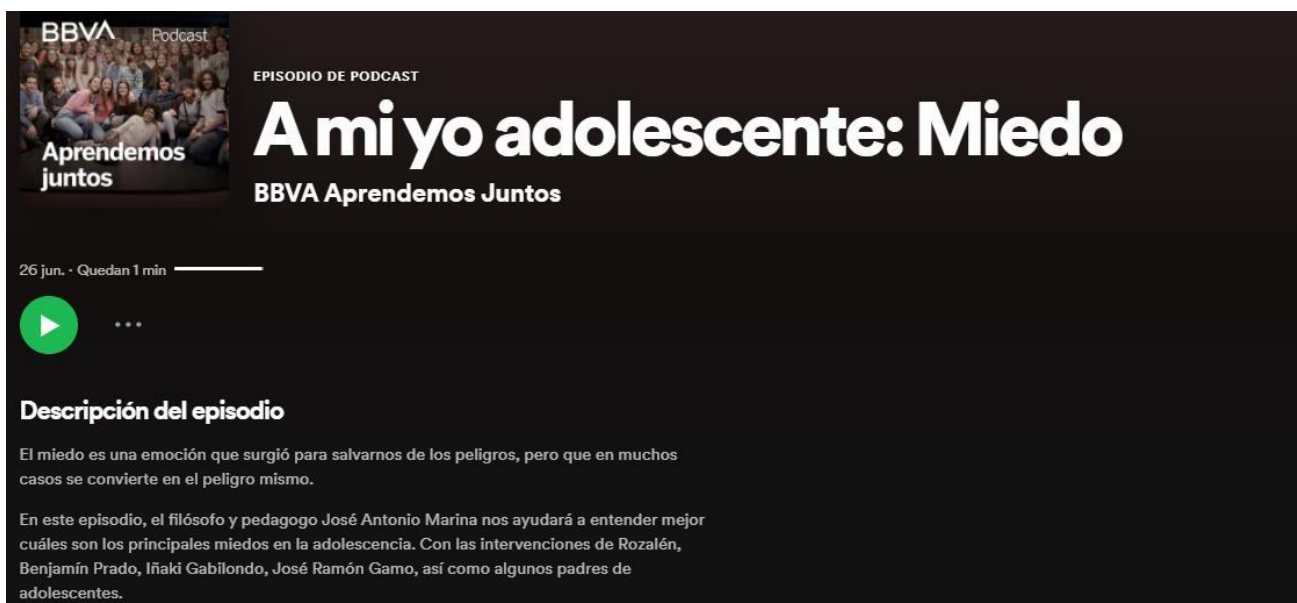 BBVA Podcast
Aprendemos
juntos
EPISODIO DE PODCAST
A mi yo adolescente: Miedo
BBVA Aprendemos Juntos
26 jun. · Quedan 1 min
Descripción del episodio
El miedo es una emoción que surgió para salvarnos de los peligros, pero que en muchos
casos se convierte en el peligro mismo.
En este episodio, el filósofo y pedagogo José Antonio Marina nos ayudará a entender mejor
cuáles son los principales miedos en la adolescencia. Con las intervenciones de Rozalén,
Benjamín Prado, Iñaki Gabilondo, José Ramón Gamo, así como algunos padres de
adolescentes.